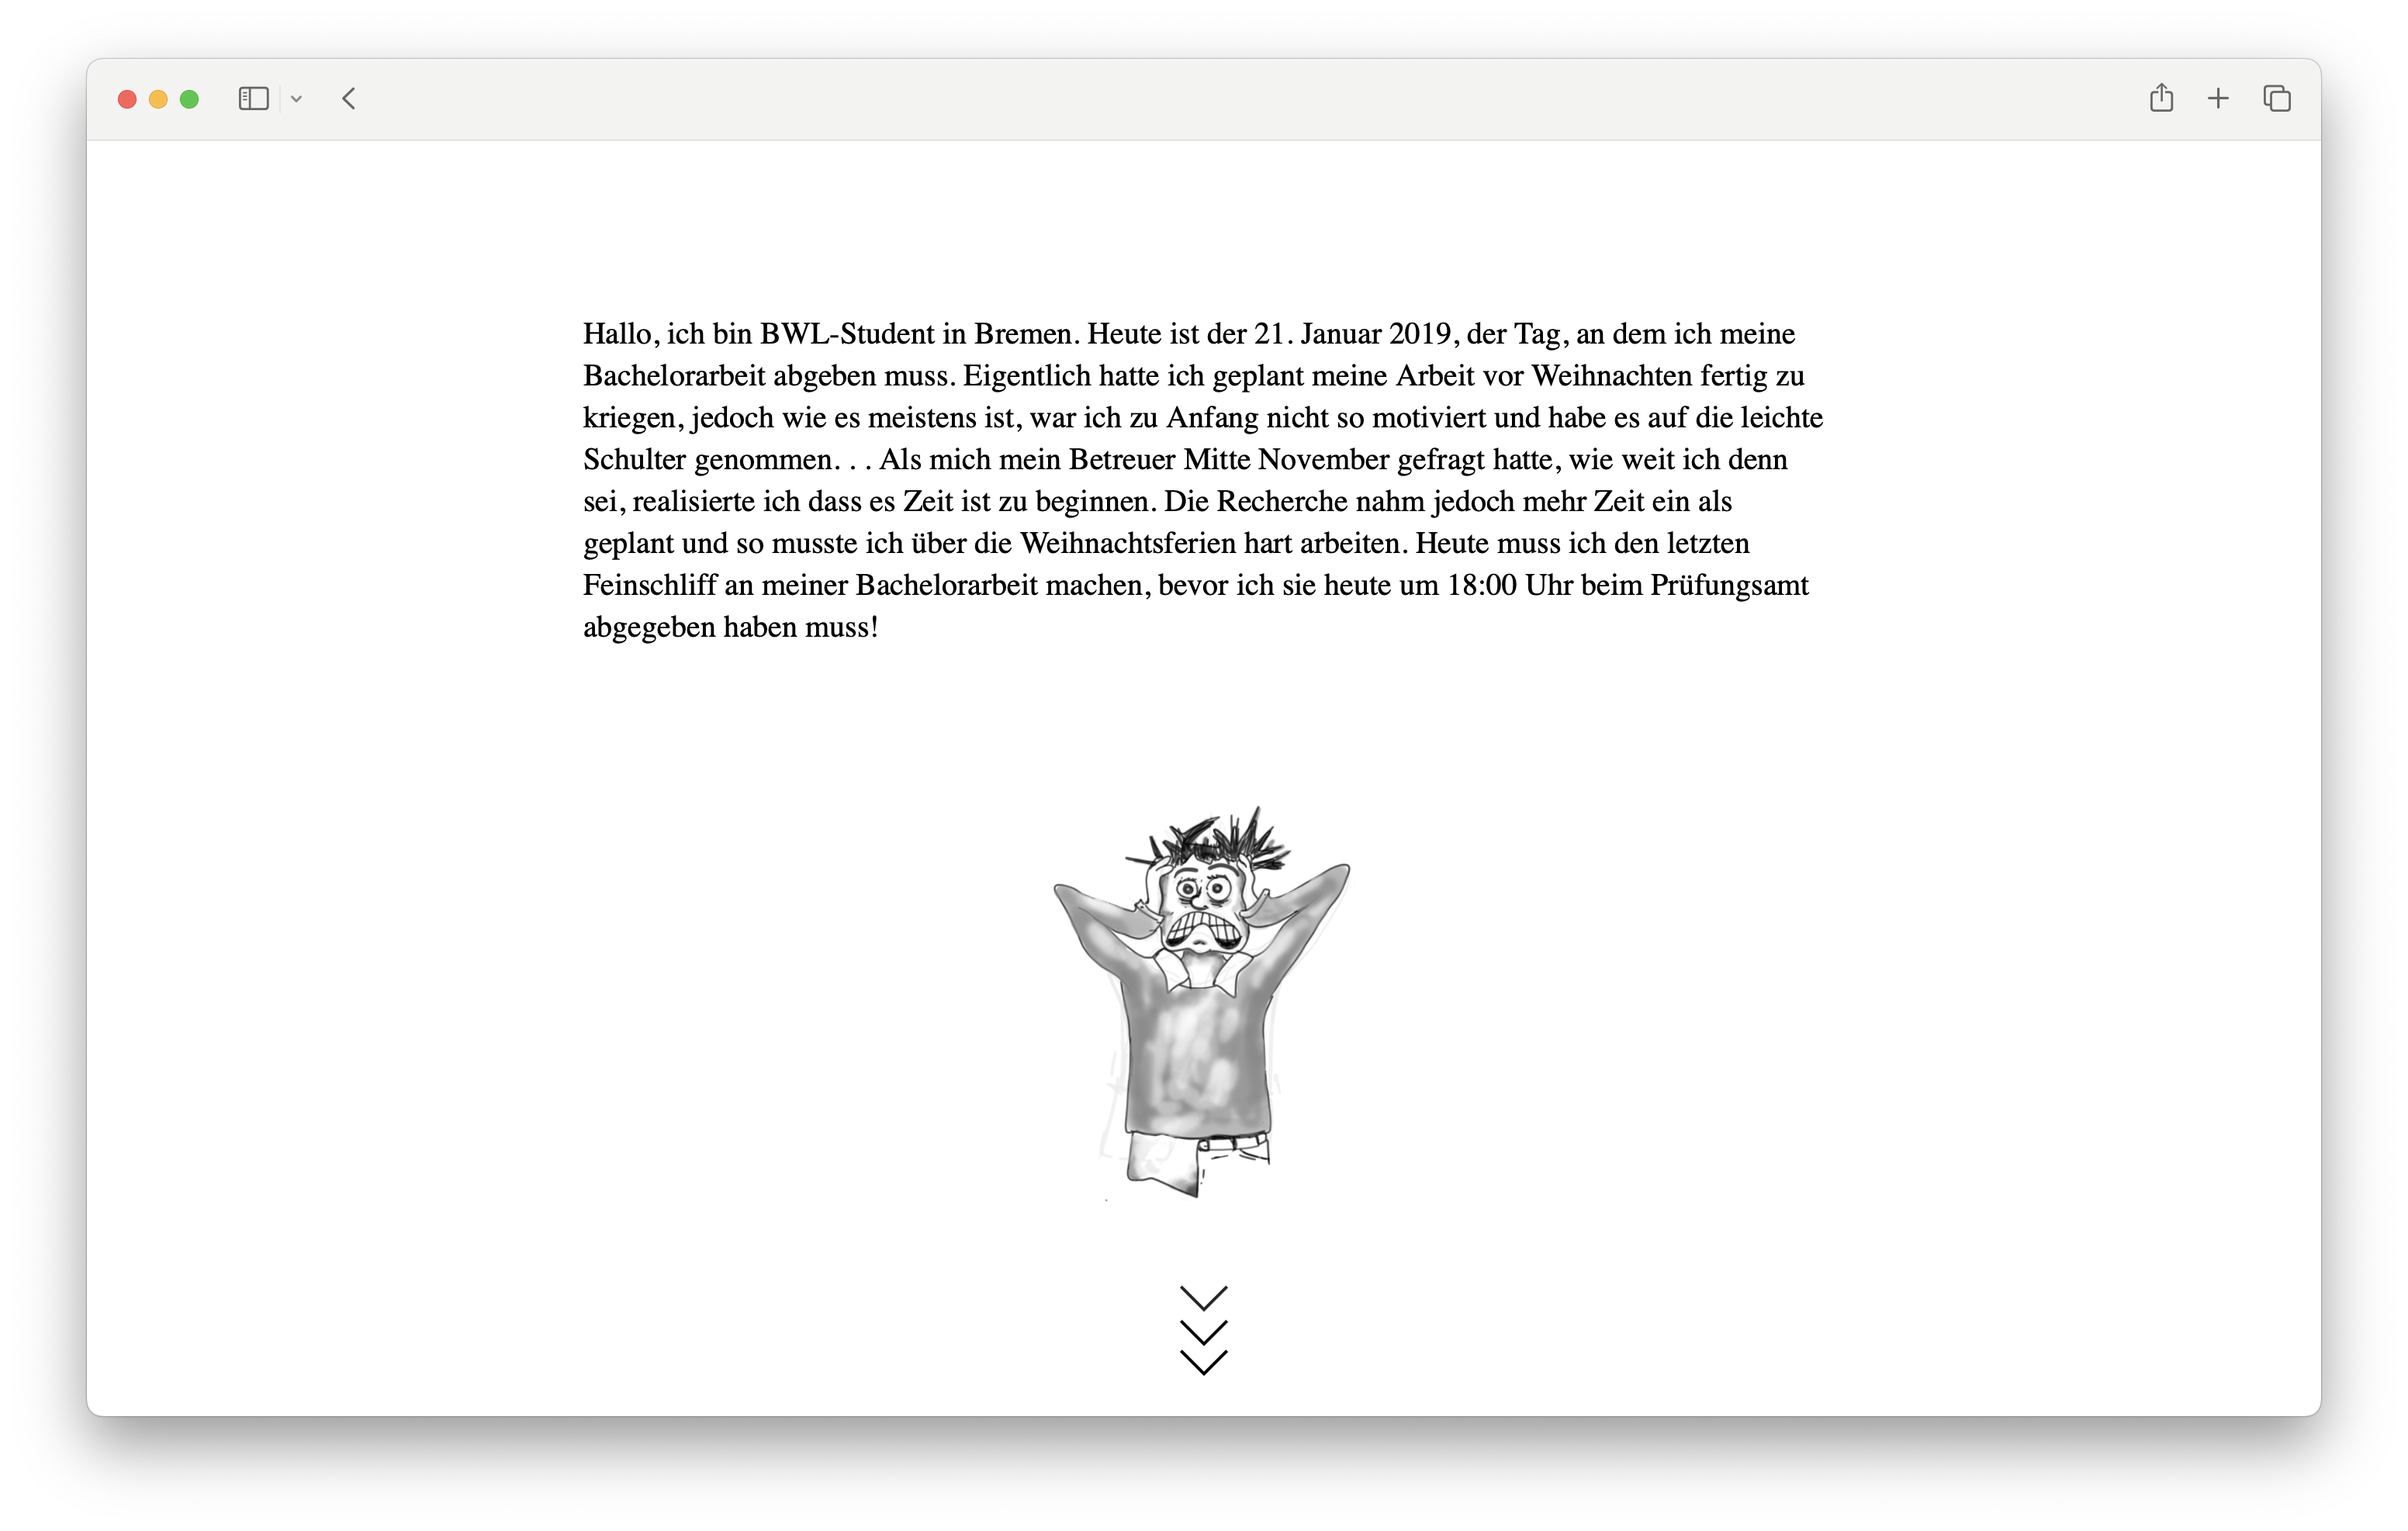 Hallo, ich bin BWL-Student in Bremen. Heute ist der 21. Januar 2019, der Tag, an dem ich meine
Bachelorarbeit abgeben muss. Eigentlich hatte ich geplant meine Arbeit vor Weihnachten fertig zu
kriegen, jedoch wie es meistens ist, war ich zu Anfang nicht so motiviert und habe es auf die leichte
Schulter genommen. . . Als mich mein Betreuer Mitte November gefragt hatte, wie weit ich denn
sei, realisierte ich dass es Zeit ist zu beginnen. Die Recherche nahm jedoch mehr Zeit ein als
geplant und so musste ich über die Weihnachtsferien hart arbeiten. Heute muss ich den letzten
Feinschliff an meiner Bachelorarbeit machen, bevor ich sie heute um 18:00 Uhr beim Prüfungsamt
abgegeben haben muss!